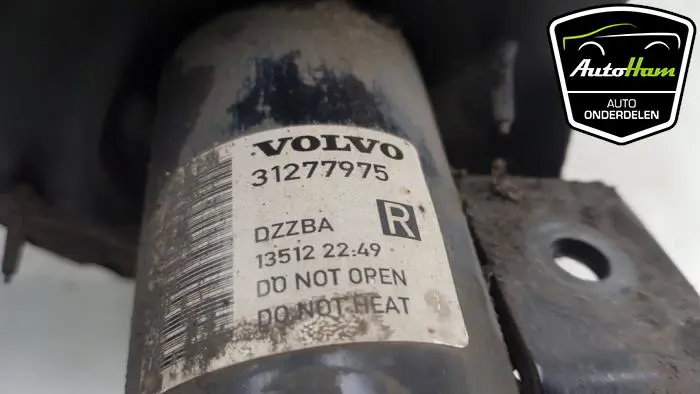 VOLVO
31277975
DZZBA R
13512 22:49
DO NOT OPEN
DO NOT HEAT
AutoHam
AUTO
ONDERDELEN